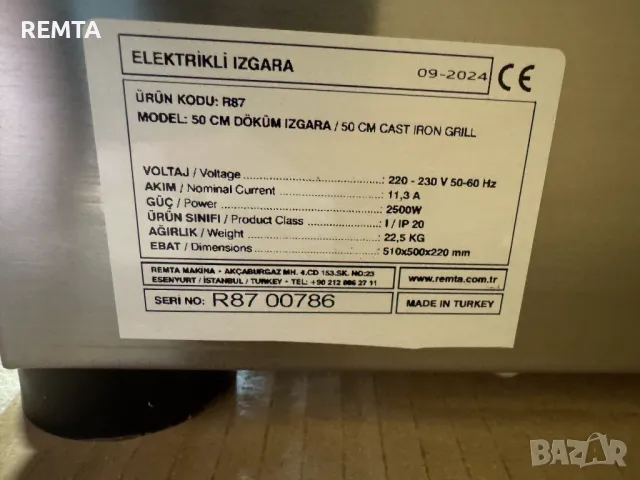 REMTA
ELEKTRİKLİ IZGARA
09-2024 CE
ÜRÜN KODU: R87
MODEL: 50 CM DÖKÜM IZGARA / 50 CM CAST IRON GRILL
VOLTAJ / Voltage : 220 - 230 V 50-60 Hz
AKIM / Nominal Current : 11,3 A
GÜÇ / Power : 2500W
ÜRÜN SINIFI / Product Class : I / IP 20
AĞIRLIK / Weight : 22,5 KG
EBAT / Dimensions : 510x500x220 mm
REMTA MAKİNA - AKÇABURGAZ MH. 4.CD 153.SK. NO:23
ESENYURT / İSTANBUL / TURKEY - TEL: +90 212 886 27 11
www.remta.com.tr
SERİ NO: R87 00786
MADE IN TURKEY
BAZAR